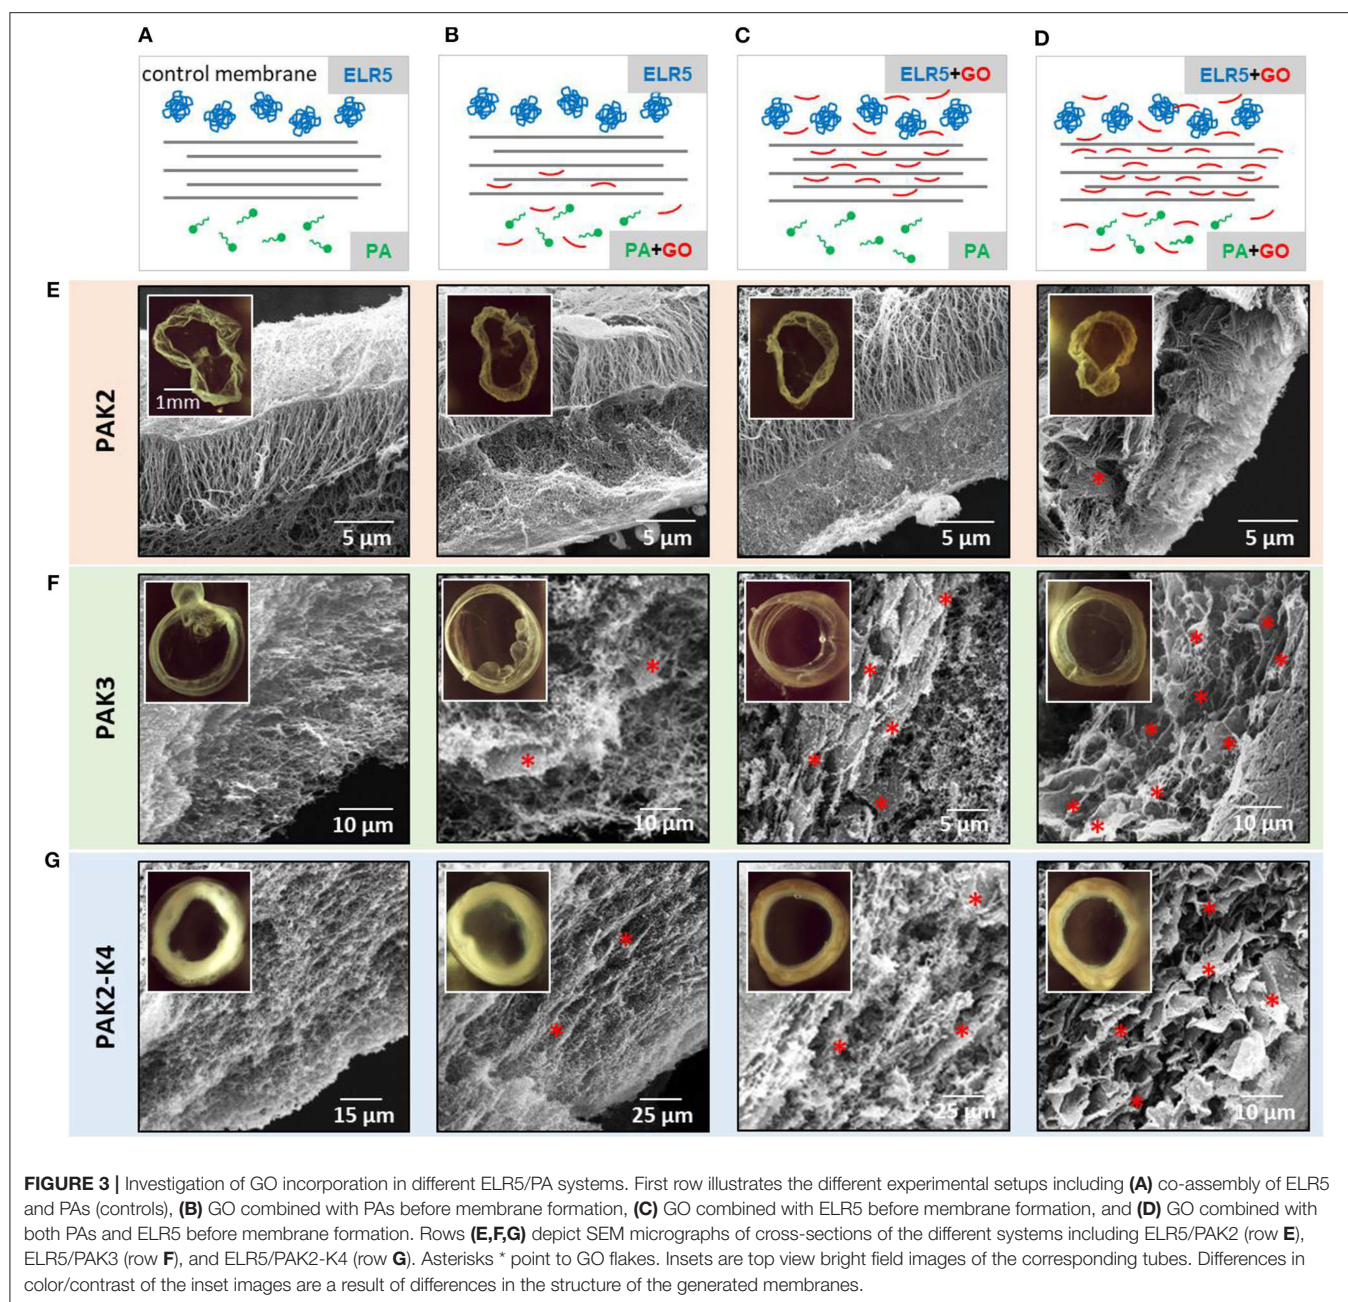 A
B
C
D
control membrane ELR5
ELR5
ELR5+GO
ELR5+GO
PA
PA+GO
PA
PA+GO
E
PAK2
1mm
5 µm
5 µm
5 µm
5 µm
F
PAK3
* * * * * * * * * * * * * * * *
10 µm
10 µm
5 µm
10 µm
G
PAK2-K4
15 µm
25 µm
25 µm
10 µm
FIGURE 3 | Investigation of GO incorporation in different ELR5/PA systems. First row illustrates the different experimental setups including (A) co-assembly of ELR5
and PAs (controls), (B) GO combined with PAs before membrane formation, (C) GO combined with ELR5 before membrane formation, and (D) GO combined with
both PAs and ELR5 before membrane formation. Rows (E,F,G) depict SEM micrographs of cross-sections of the different systems including ELR5/PAK2 (row E),
ELR5/PAK3 (row F), and ELR5/PAK2-K4 (row G). Asterisks * point to GO flakes. Insets are top view bright field images of the corresponding tubes. Differences in
color/contrast of the inset images are a result of differences in the structure of the generated membranes.